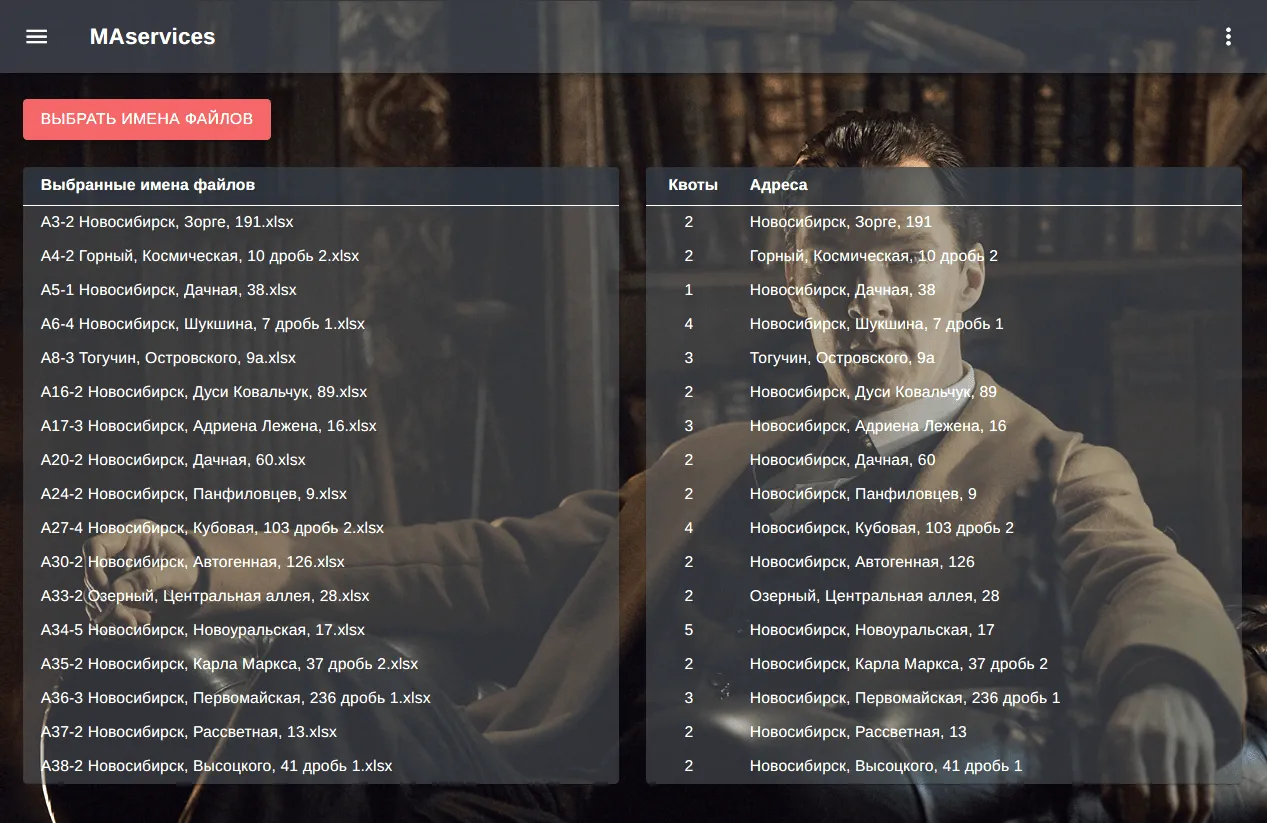 MAservices
ВЫБРАТЬ ИМЕНА ФАЙЛОВ
Выбранные имена файлов
А3-2 Новосибирск, Зорге, 191.xlsx
А4-2 Горный, Космическая, 10 дробь 2.xlsx
А5-1 Новосибирск, Дачная, 38.xlsx
А6-4 Новосибирск, Шукшина, 7 дробь 1.xlsx
А8-3 Тогучин, Островского, 9а.xlsx
А16-2 Новосибирск, Дуси Ковальчук, 89.xlsx
А17-3 Новосибирск, Адриена Лежена, 16.xlsx
А20-2 Новосибирск, Дачная, 60.xlsx
А24-2 Новосибирск, Панфиловцев, 9.xlsx
А27-4 Новосибирск, Кубовая, 103 дробь 2.xlsx
А30-2 Новосибирск, Автогенная, 126.xlsx
А33-2 Озерный, Центральная аллея, 28.xlsx
А34-5 Новосибирск, Новоуральская, 17.xlsx
А35-2 Новосибирск, Карла Маркса, 37 дробь 2.xlsx
А36-3 Новосибирск, Первомайская, 236 дробь 1.xlsx
А37-2 Новосибирск, Рассветная, 13.xlsx
А38-2 Новосибирск, Высоцкого, 41 дробь 1.xlsx
Квоты Адреса
2 Новосибирск, Зорге, 191
2 Горный, Космическая, 10 дробь 2
1 Новосибирск, Дачная, 38
4 Новосибирск, Шукшина, 7 дробь 1
3 Тогучин, Островского, 9а
2 Новосибирск, Дуси Ковальчук, 89
3 Новосибирск, Адриена Лежена, 16
2 Новосибирск, Дачная, 60
2 Новосибирск, Панфиловцев, 9
4 Новосибирск, Кубовая, 103 дробь 2
2 Новосибирск, Автогенная, 126
2 Озерный, Центральная аллея, 28
5 Новосибирск, Новоуральская, 17
2 Новосибирск, Карла Маркса, 37 дробь 2
3 Новосибирск, Первомайская, 236 дробь 1
2 Новосибирск, Рассветная, 13
2 Новосибирск, Высоцкого, 41 дробь 1